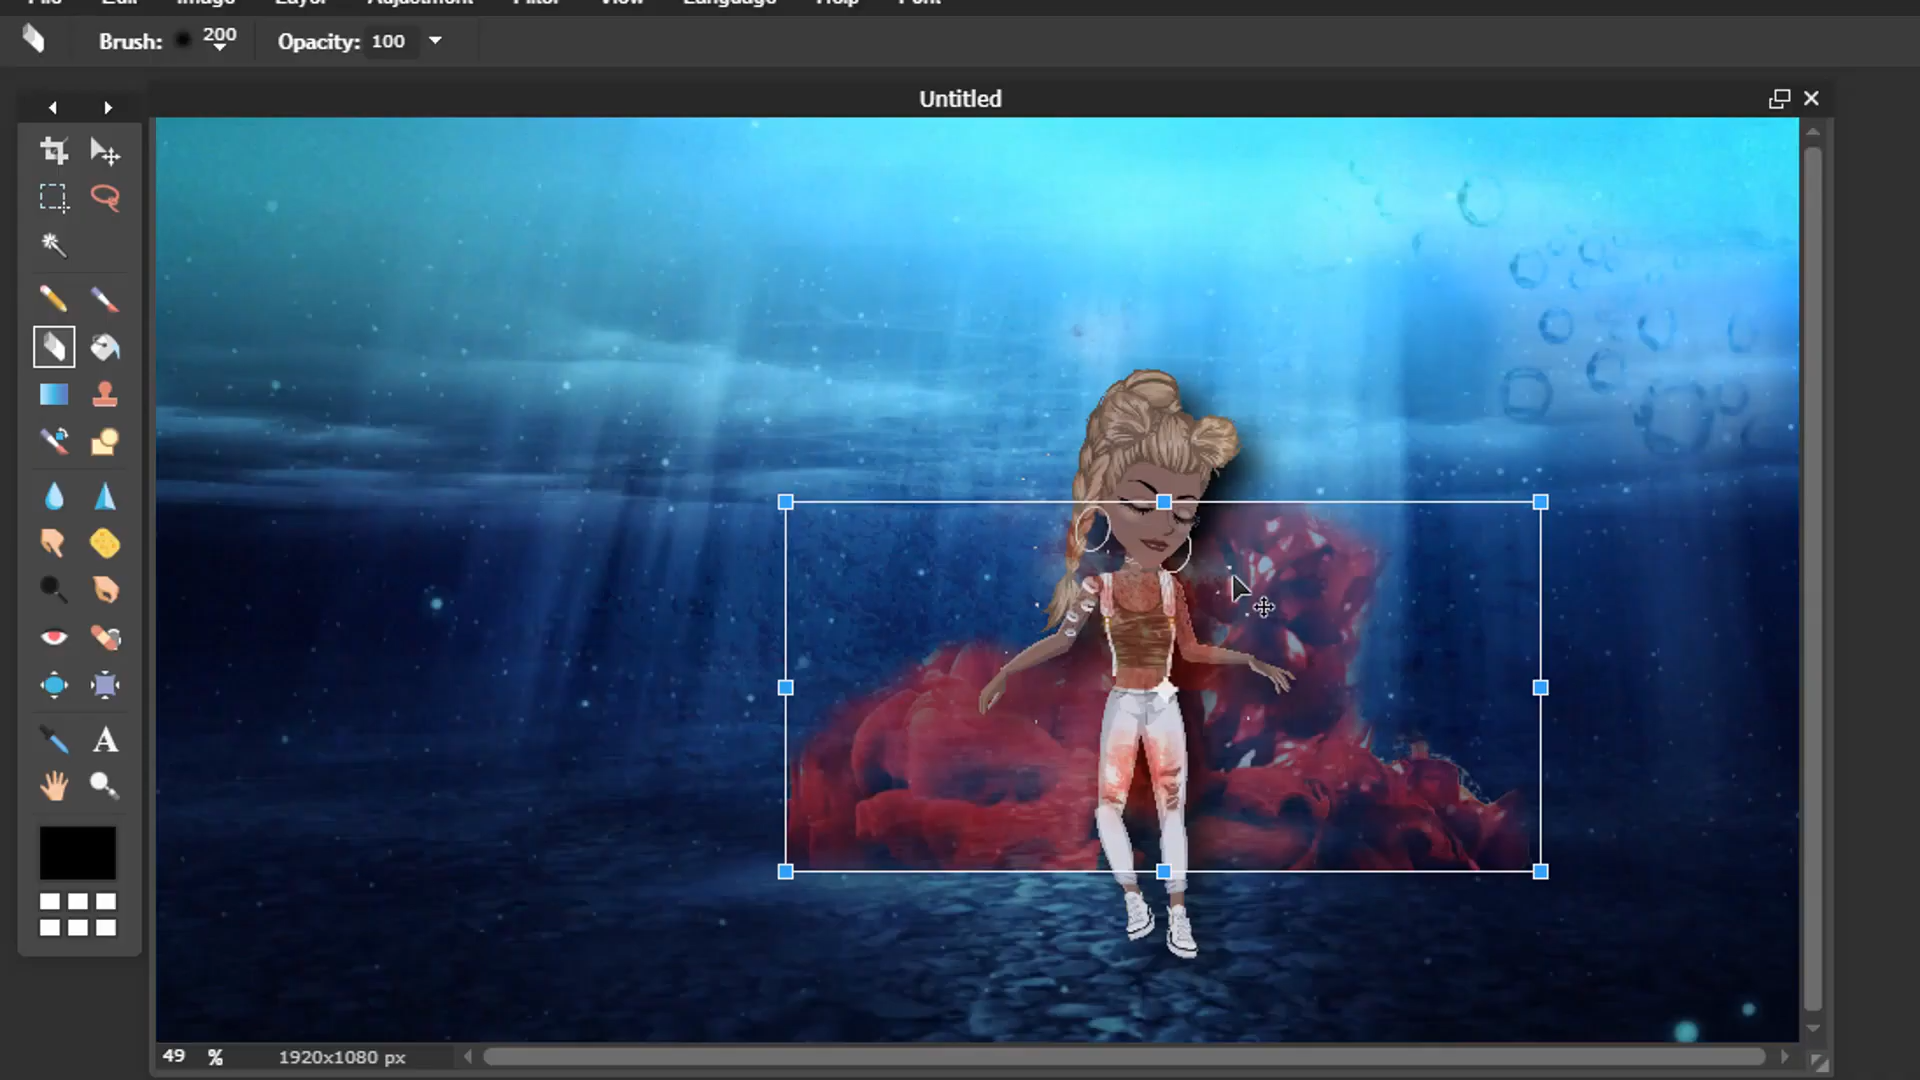 File Edit Image Layer Adjustment Filter View Language Help Font
Brush: 200 Opacity: 100
Untitled
A
49 % 1920x1080 px